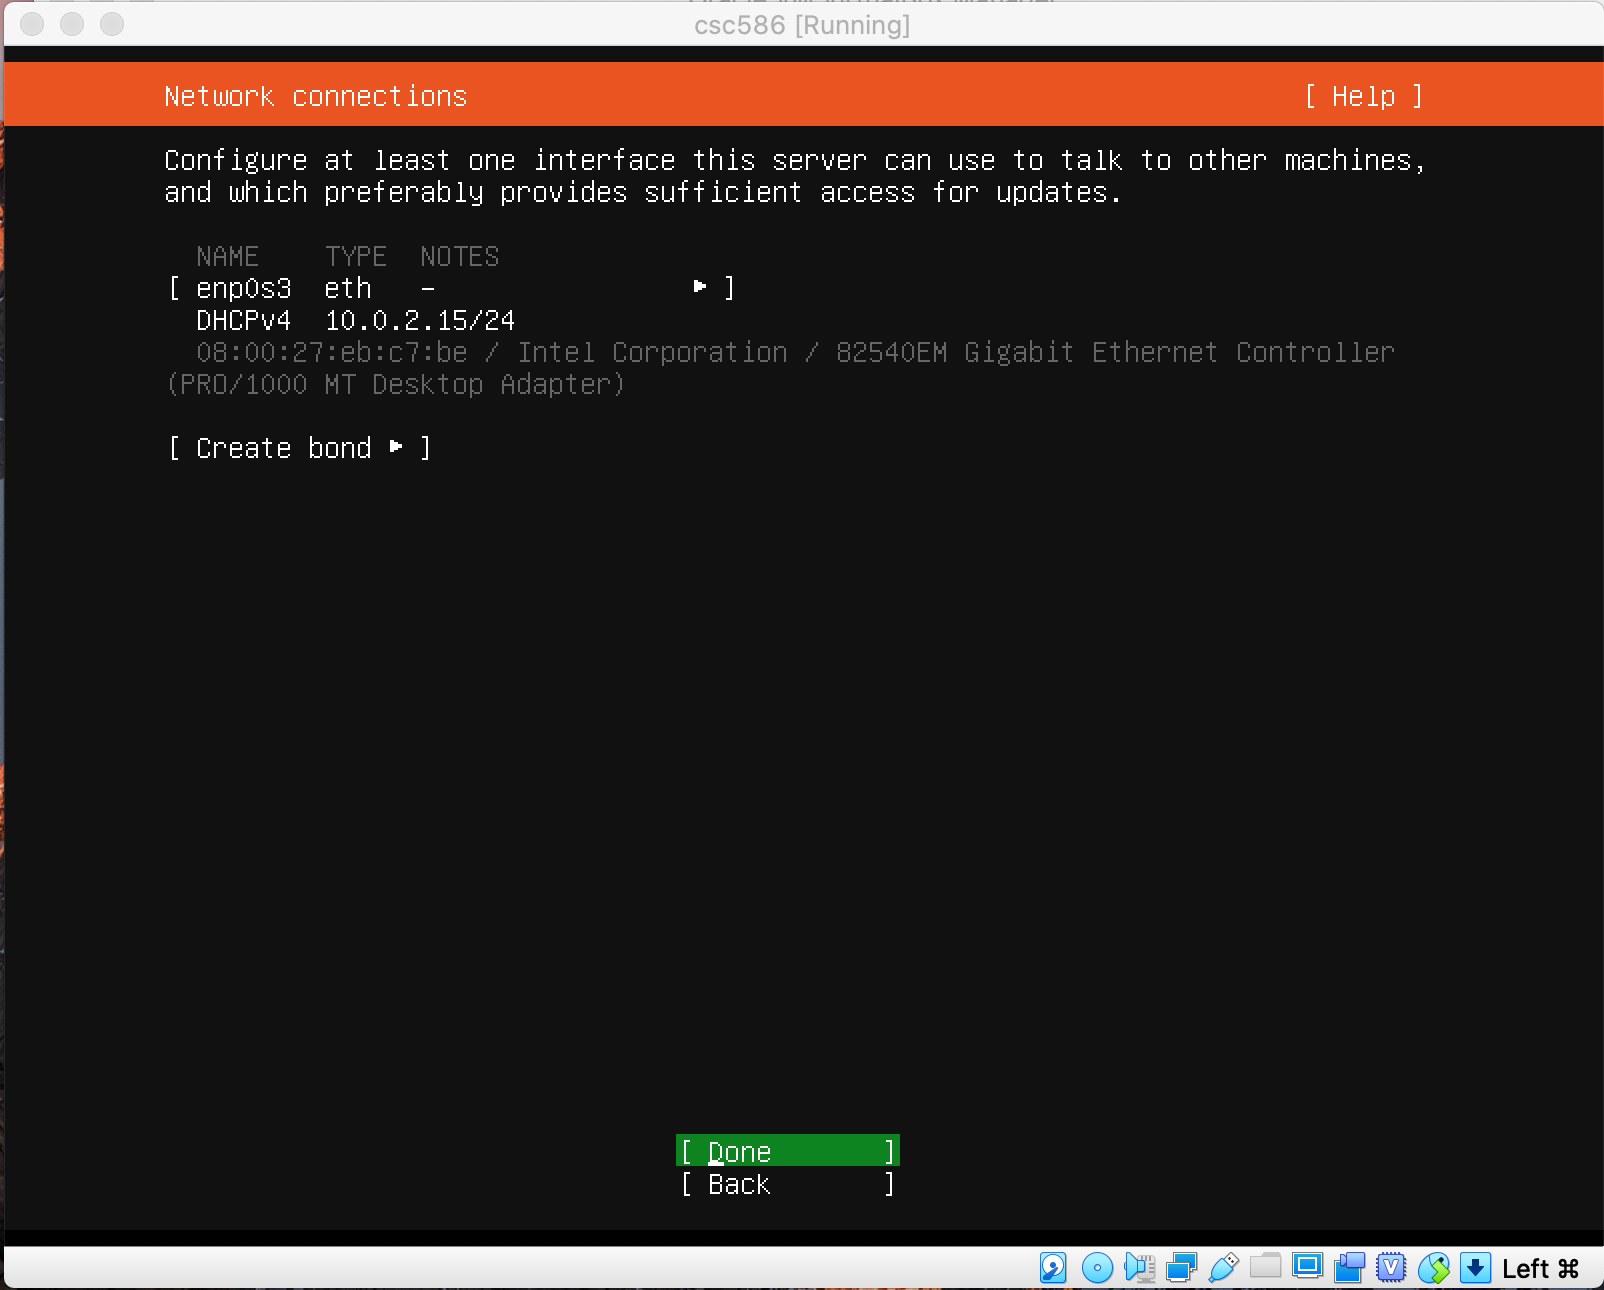 csc586 [Running]
Network connections [ Help ]
Configure at least one interface this server can use to talk to other machines,
and which preferably provides sufficient access for updates.
NAME TYPE NOTES
[ enp0s3 eth - ▸ ]
DHCPv4 10.0.2.15/24
08:00:27:eb:c7:be / Intel Corporation / 82540EM Gigabit Ethernet Controller
(PRO/1000 MT Desktop Adapter)
[ Create bond ▸ ]
[ Done ]
[ Back ]
Left ⌘